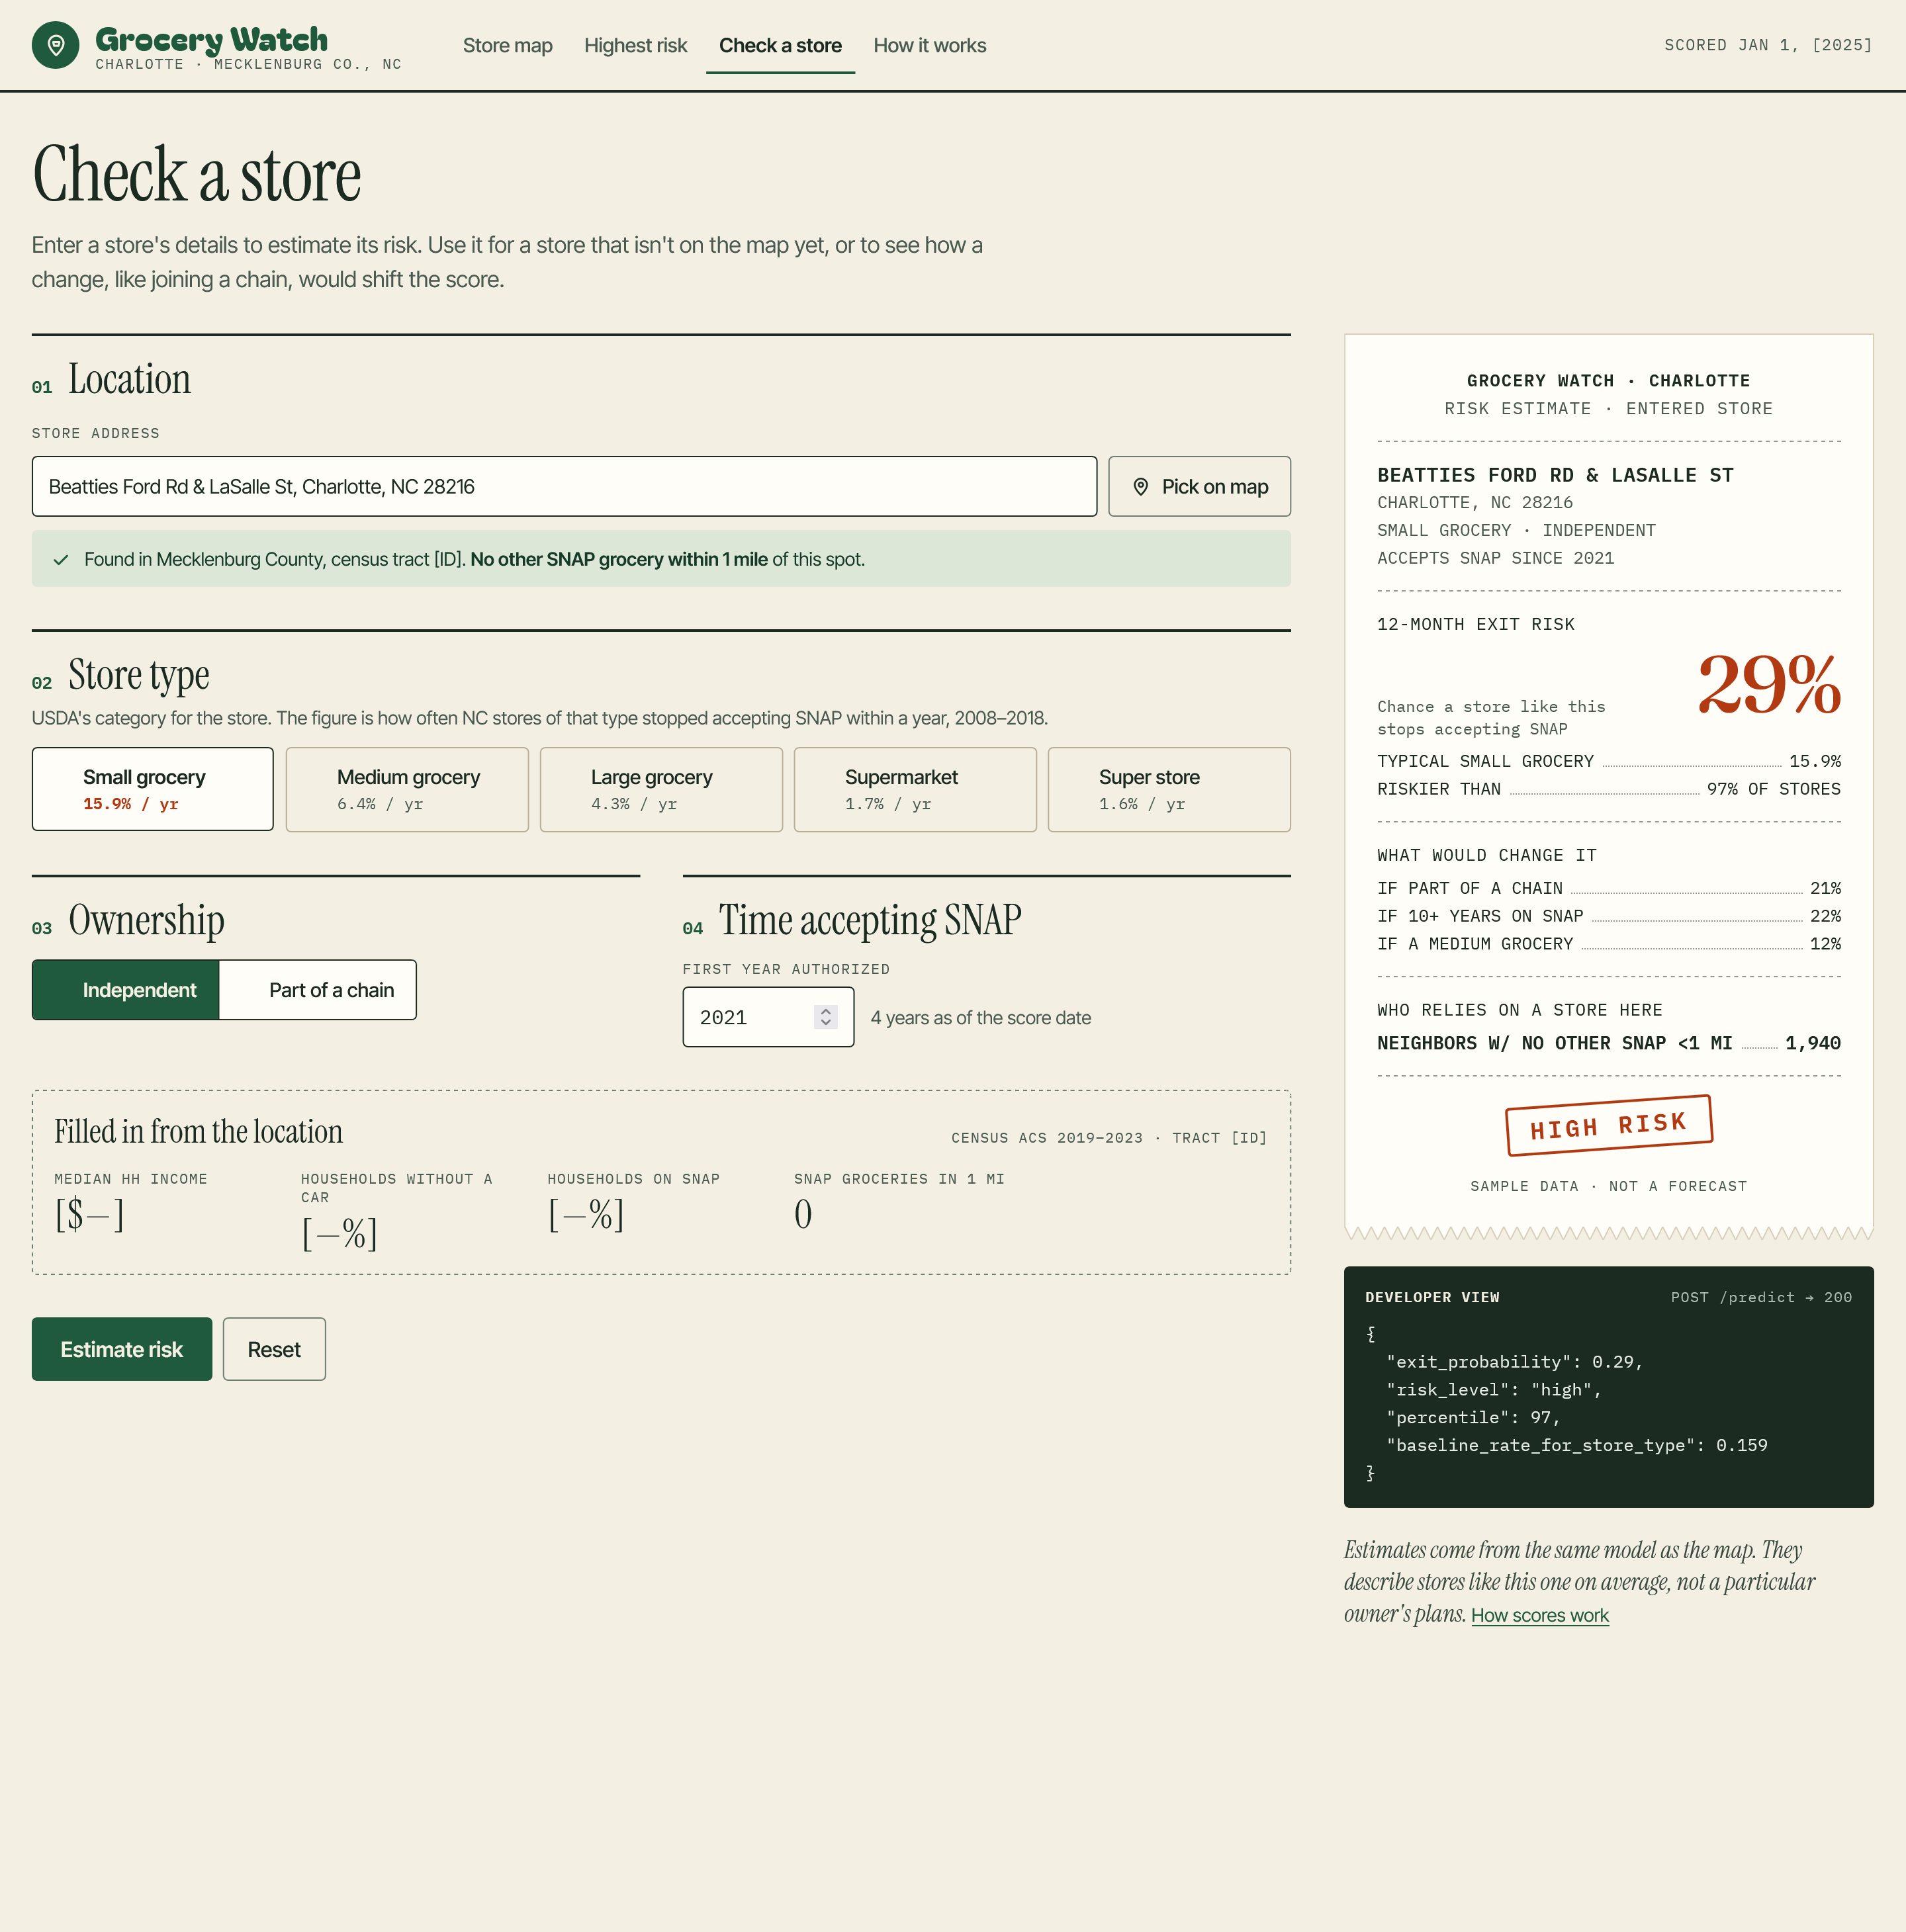 Grocery Watch
CHARLOTTE · MECKLENBURG CO., NC
Store map
Highest risk
Check a store
How it works
SCORED JAN 1, [2025]
Check a store
Enter a store's details to estimate its risk. Use it for a store that isn't on the map yet, or to see how a
change, like joining a chain, would shift the score.
01 Location
STORE ADDRESS
Beatties Ford Rd & LaSalle St, Charlotte, NC 28216
Pick on map
Found in Mecklenburg County, census tract [ID]. No other SNAP grocery within 1 mile of this spot.
02 Store type
USDA's category for the store. The figure is how often NC stores of that type stopped accepting SNAP within a year, 2008–2018.
Small grocery
15.9% / yr
Medium grocery
6.4% / yr
Large grocery
4.3% / yr
Supermarket
1.7% / yr
Super store
1.6% / yr
03 Ownership
Independent
Part of a chain
04 Time accepting SNAP
FIRST YEAR AUTHORIZED
2021
4 years as of the score date
Filled in from the location
CENSUS ACS 2019–2023 · TRACT [ID]
MEDIAN HH INCOME
[$—]
HOUSEHOLDS WITHOUT A
CAR
[—%]
HOUSEHOLDS ON SNAP
[—%]
SNAP GROCERIES IN 1 MI
0
Estimate risk
Reset
GROCERY WATCH · CHARLOTTE
RISK ESTIMATE · ENTERED STORE
BEATTIES FORD RD & LASALLE ST
CHARLOTTE, NC 28216
SMALL GROCERY · INDEPENDENT
ACCEPTS SNAP SINCE 2021
12-MONTH EXIT RISK
Chance a store like this
stops accepting SNAP
29%
TYPICAL SMALL GROCERY 15.9%
RISKIER THAN 97% OF STORES
WHAT WOULD CHANGE IT
IF PART OF A CHAIN 21%
IF 10+ YEARS ON SNAP 22%
IF A MEDIUM GROCERY 12%
WHO RELIES ON A STORE HERE
NEIGHBORS W/ NO OTHER SNAP <1 MI 1,940
HIGH RISK
SAMPLE DATA · NOT A FORECAST
DEVELOPER VIEW
POST /predict → 200
{
"exit_probability": 0.29,
"risk_level": "high",
"percentile": 97,
"baseline_rate_for_store_type": 0.159
}
Estimates come from the same model as the map. They
describe stores like this one on average, not a particular
owner's plans. How scores work